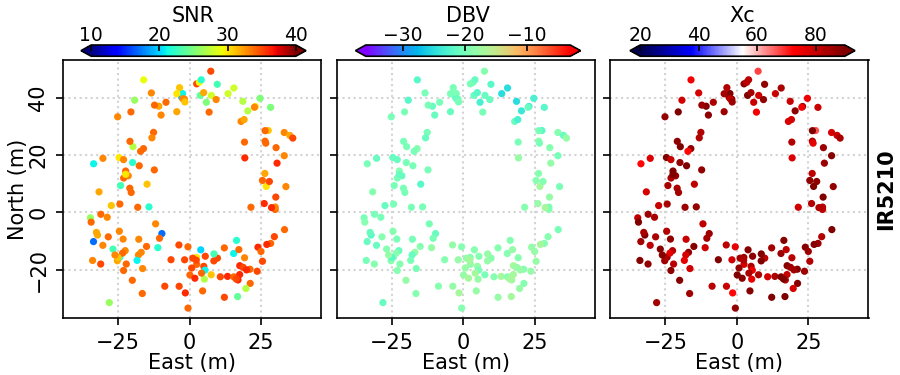 SNR DBV Xc
10 20 30 40 −30 −20 −10 20 40 60 80
40
20
0
−20
North (m)
IR5210
−25 0 25 −25 0 25 −25 0 25
East (m) East (m) East (m)